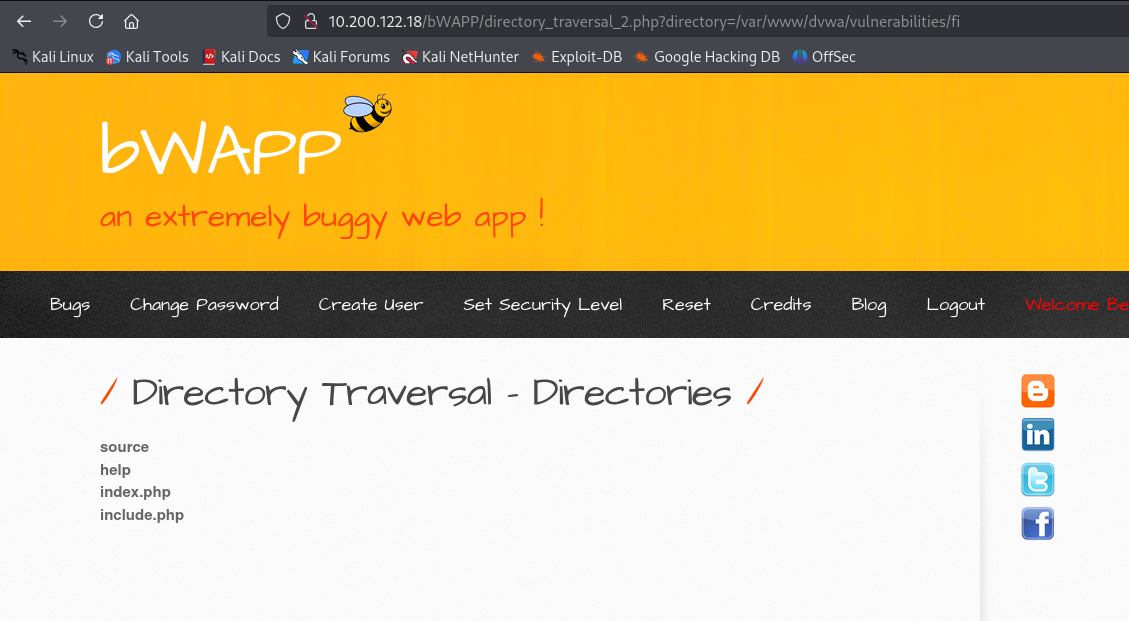 10.200.122.18/bWAPP/directory_traversal_2.php?directory=/var/www/dvwa/vulnerabilities/fi
Kali Linux Kali Tools Kali Docs Kali Forums Kali NetHunter Exploit-DB Google Hacking DB OffSec
bWAPP
an extremely buggy web app !
Bugs Change Password Create User Set Security Level Reset Credits Blog Logout Welcome Be
/ Directory Traversal - Directories /
source
help
index.php
include.php